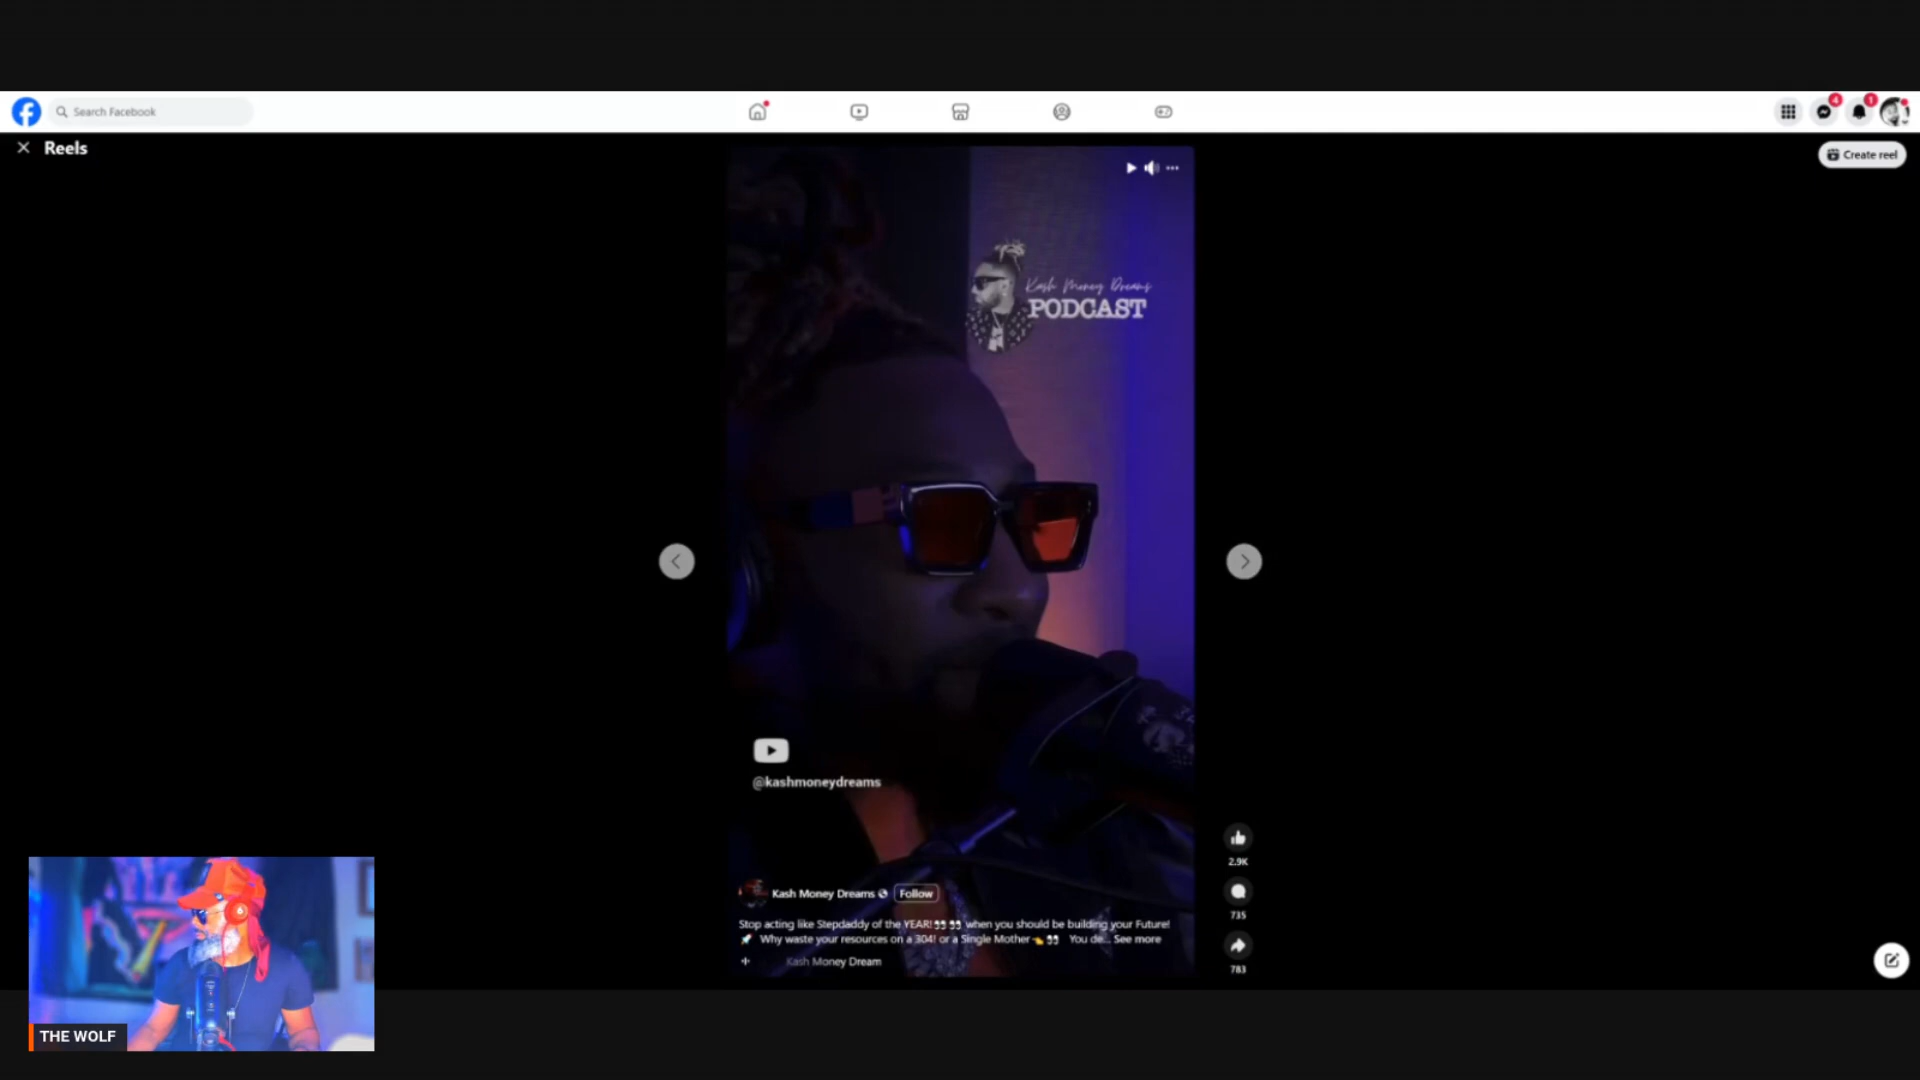 Search Facebook
4
1
Reels
Create reel
Kash Money Dreams
PODCAST
@kashmoneydreams
2.9K
735
783
Kash Money Dreams Follow
Stop acting like Stepdaddy of the YEAR! when you should be building your Future!
🚀 Why waste your resources on a 304! or a Single Mother You de... See more
Kash Money Dream
THE WOLF